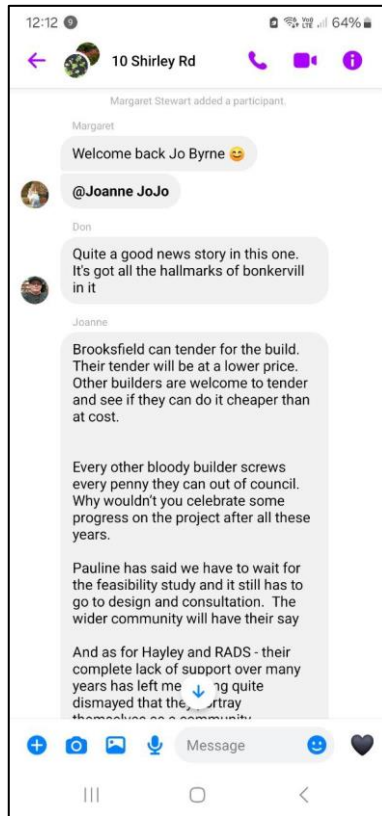 12:12 9 64%
10 Shirley Rd
Margaret Stewart added a participant.
Margaret
Welcome back Jo Byrne 😊
@Joanne JoJo
Don
Quite a good news story in this one.
It's got all the hallmarks of bonkervill
in it
Joanne
Brooksfield can tender for the build.
Their tender will be at a lower price.
Other builders are welcome to tender
and see if they can do it cheaper than
at cost.
Every other bloody builder screws
every penny they can out of council.
Why wouldn't you celebrate some
progress on the project after all these
years.
Pauline has said we have to wait for
the feasibility study and it still has to
go to design and consultation. The
wider community will have their say
And as for Hayley and RADS - their
complete lack of support over many
years has left me quite
dismayed that they
Message